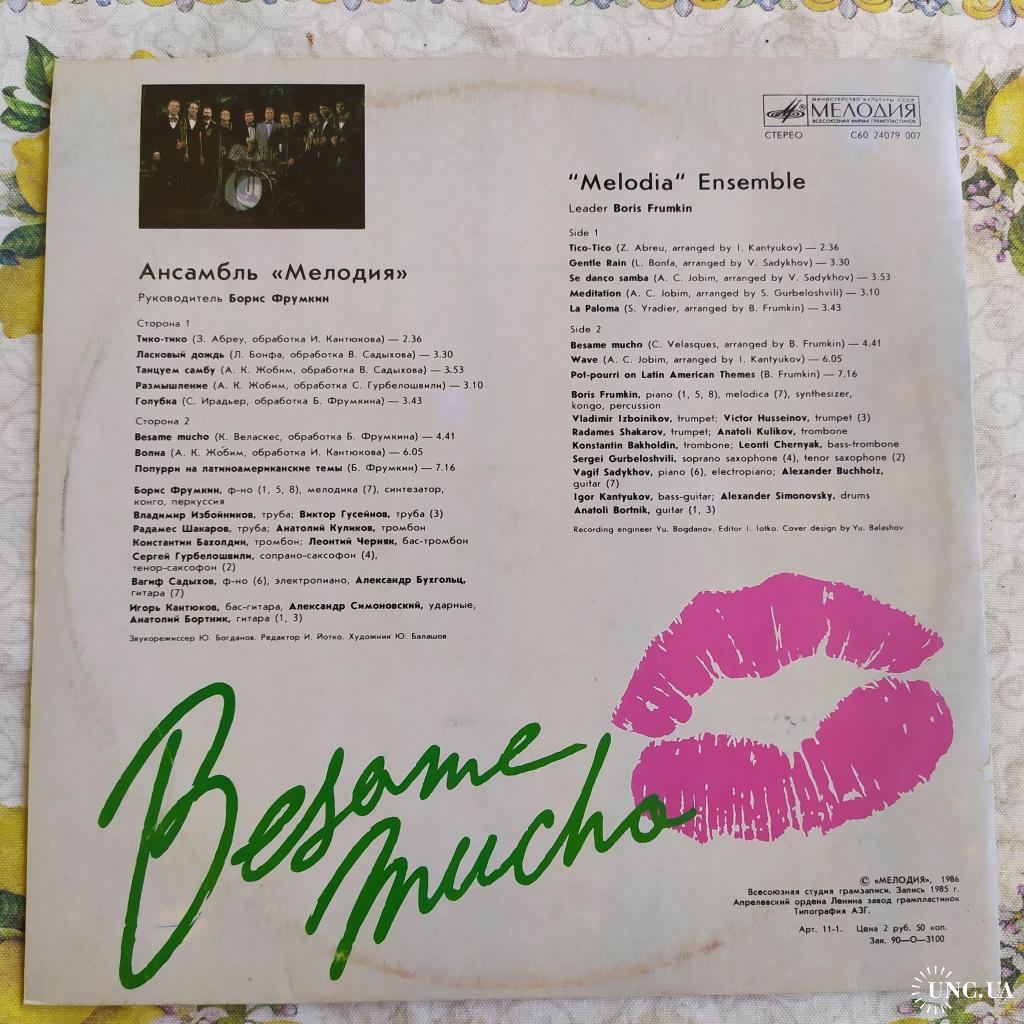 МИНИСТЕРСТВО КУЛЬТУРЫ СССР
МЕЛОДИЯ
ВСЕСОЮЗНАЯ ФИРМА ГРАМПЛАСТИНОК
СТЕРЕО С60 24079 007
Ансамбль «Мелодия»
Руководитель Борис Фрумкин
Сторона 1
Тико-тико (З. Абреу, обработка И. Кантюкова) — 2.36
Ласковый дождь (Л. Бонфа, обработка В. Садыхова) — 3.30
Танцуем самбу (А. К. Жобим, обработка В. Садыхова) — 3.53
Размышление (А. К. Жобим, обработка С. Гурбелошвили) — 3.10
Голубка (С. Ирадьер, обработка Б. Фрумкина) — 3.43
Сторона 2
Besame mucho (К. Веласкес, обработка Б. Фрумкина) — 4.41
Волна (А. К. Жобим, обработка И. Кантюкова) — 6.05
Попурри на латиноамериканские темы (Б. Фрумкин) — 7.16
Борис Фрумкин, ф-но (1, 5, 8), мелодика (7), синтезатор,
конго, перкуссия
Владимир Избойников, труба; Виктор Гусейнов, труба (3)
Радамес Шакаров, труба; Анатолий Куликов, тромбон
Константин Бахолдин, тромбон; Леонтий Черняк, бас-тромбон
Сергей Гурбелошвили, сопрано-саксофон (4),
тенор-саксофон (2)
Вагиф Садыхов, ф-но (6), электропиано, Александр Бухгольц,
гитара (7)
Игорь Кантюков, бас-гитара, Александр Симоновский, ударные,
Анатолий Бортник, гитара (1, 3)
Звукорежиссер Ю. Богданов. Редактор И. Йотко. Художник Ю. Балашов
"Melodia" Ensemble
Leader Boris Frumkin
Side 1
Tico-Tico (Z. Abreu, arranged by I. Kantyukov) — 2.36
Gentle Rain (L. Bonfa, arranged by V. Sadykhov) — 3.30
Se danco samba (A. C. Jobim, arranged by V. Sadykhov) — 3.53
Meditation (A. C. Jobim, arranged by S. Gurbeloshvili) — 3.10
La Paloma (S. Yradier, arranged by B. Frumkin) — 3.43
Side 2
Besame mucho (C. Velasques, arranged by B. Frumkin) — 4.41
Wave (A. C. Jobim, arranged by I. Kantyukov) — 6.05
Pot-pourri on Latin American Themes (B. Frumkin) — 7.16
Boris Frumkin, piano (1, 5, 8), melodica (7), synthesizer,
kongo, percussion
Vladimir Izboinikov, trumpet; Victor Husseinov, trumpet (3)
Radames Shakarov, trumpet; Anatoli Kulikov, trombone
Konstantin Bakholdin, trombone; Leonti Chernyak, bass-trombone
Sergei Gurbeloshvili, soprano saxophone (4), tenor saxophone (2)
Vagif Sadykhov, piano (6), electropiano; Alexander Buchholz,
guitar (7)
Igor Kantyukov, bass-guitar; Alexander Simonovsky, drums
Anatoli Bortnik, guitar (1, 3)
Recording engineer Yu. Bogdanov. Editor I. Iotko. Cover design by Yu. Balashov
Besame
mucho
© «МЕЛОДИЯ», 1986
Всесоюзная студия грамзаписи. Запись 1985 г.
Апрелевский ордена Ленина завод грампластинок
Типография АЗГ.
Арт. 11-1. Цена 2 руб. 50 коп.
Зак. 90—О—3100
UNC.UA